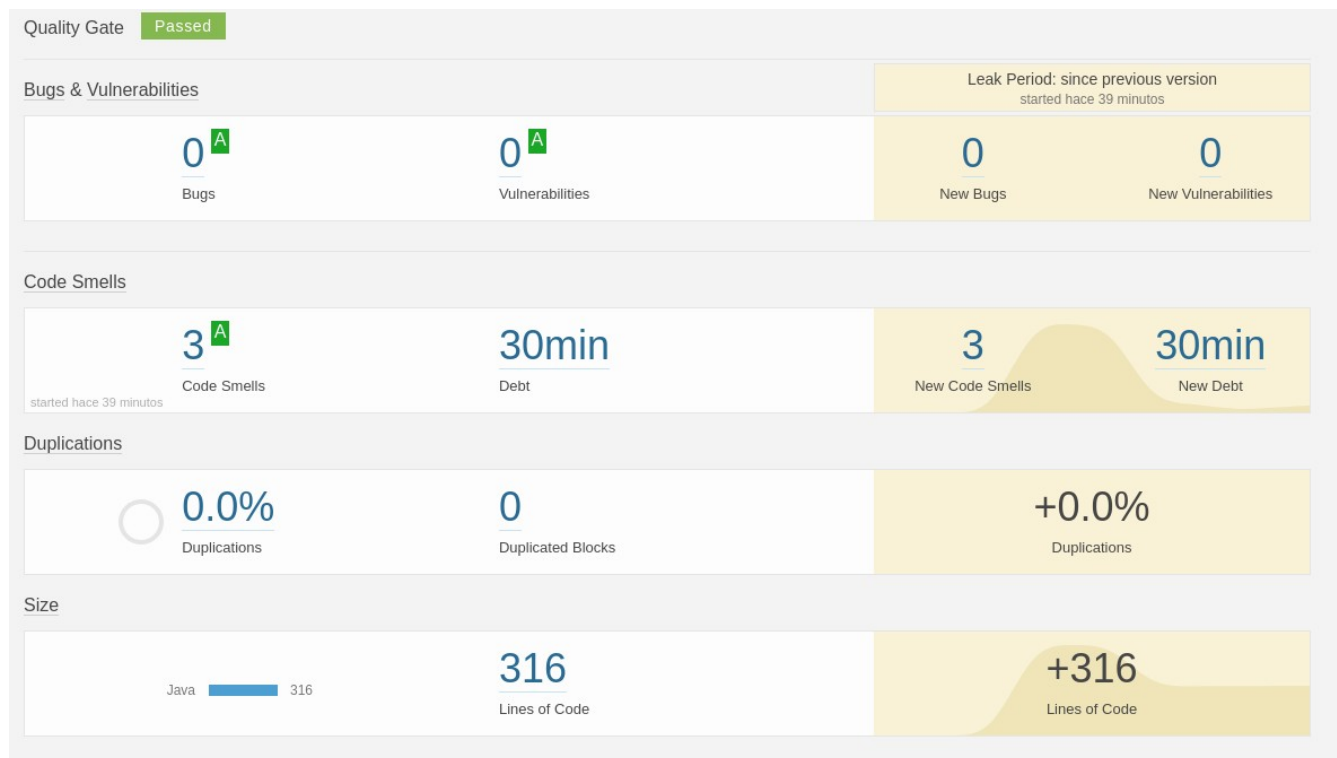 Quality Gate Passed
Bugs & Vulnerabilities
Leak Period: since previous version
started hace 39 minutos
0 A
Bugs
0 A
Vulnerabilities
0
New Bugs
0
New Vulnerabilities
Code Smells
3 A
Code Smells
started hace 39 minutos
30min
Debt
3
New Code Smells
30min
New Debt
Duplications
0.0%
Duplications
0
Duplicated Blocks
+0.0%
Duplications
Size
Java 316
316
Lines of Code
+316
Lines of Code